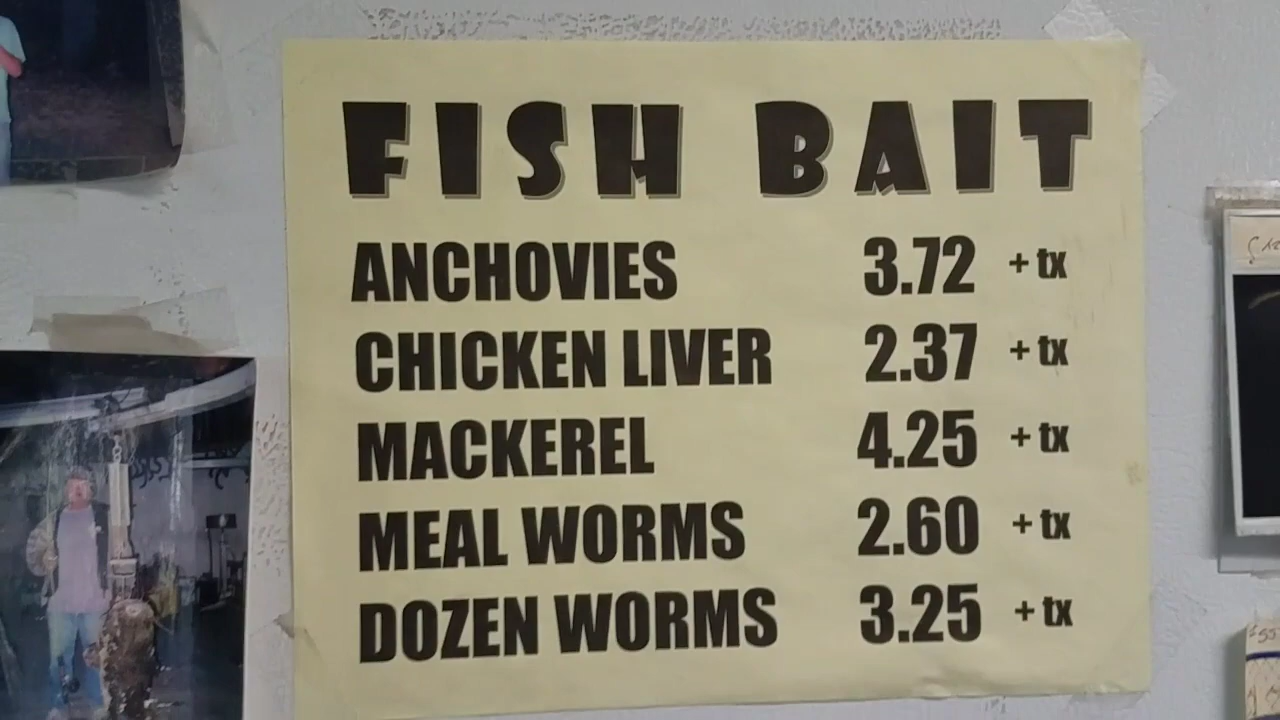 FISH BAIT
ANCHOVIES 3.72 + tx
CHICKEN LIVER 2.37 + tx
MACKEREL 4.25 + tx
MEAL WORMS 2.60 + tx
DOZEN WORMS 3.25 + tx